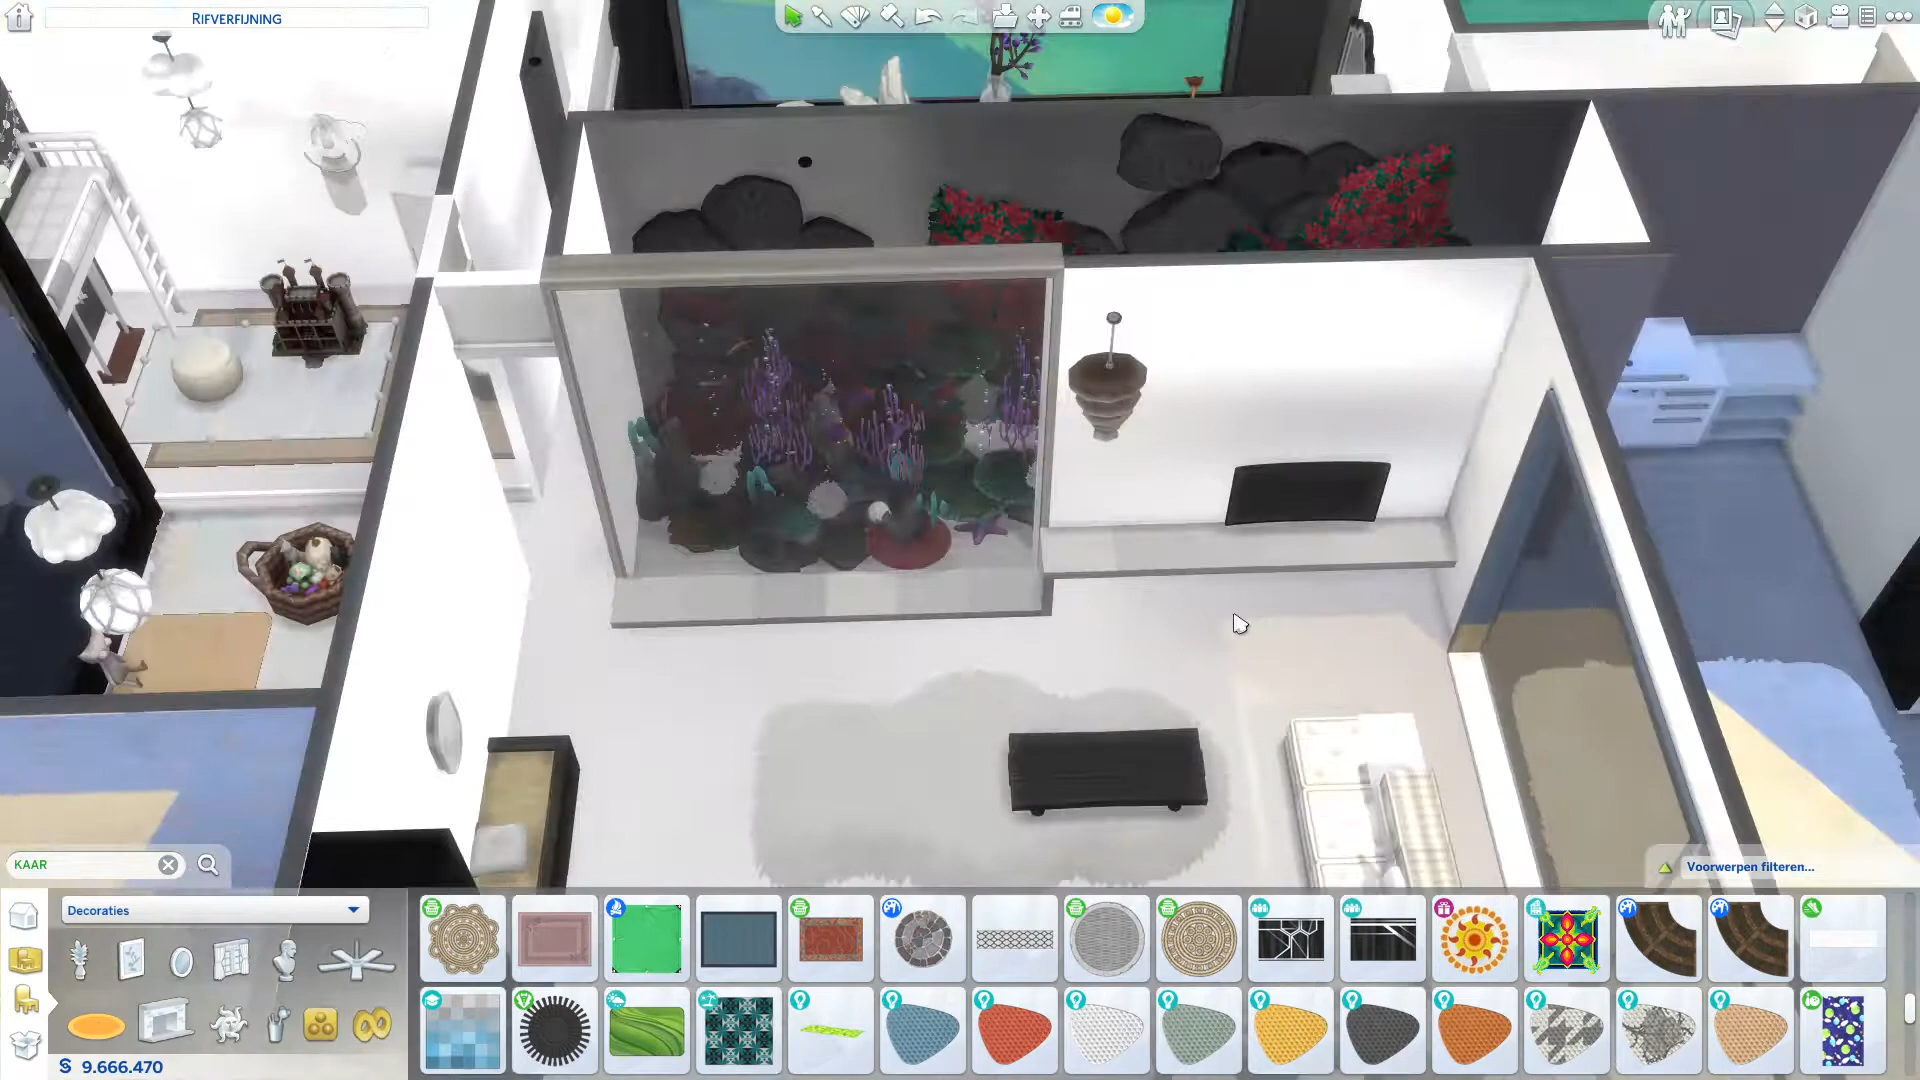 RIFVERFIJNING
KAAR
Voorwerpen filteren...
Decoraties
9.666.470